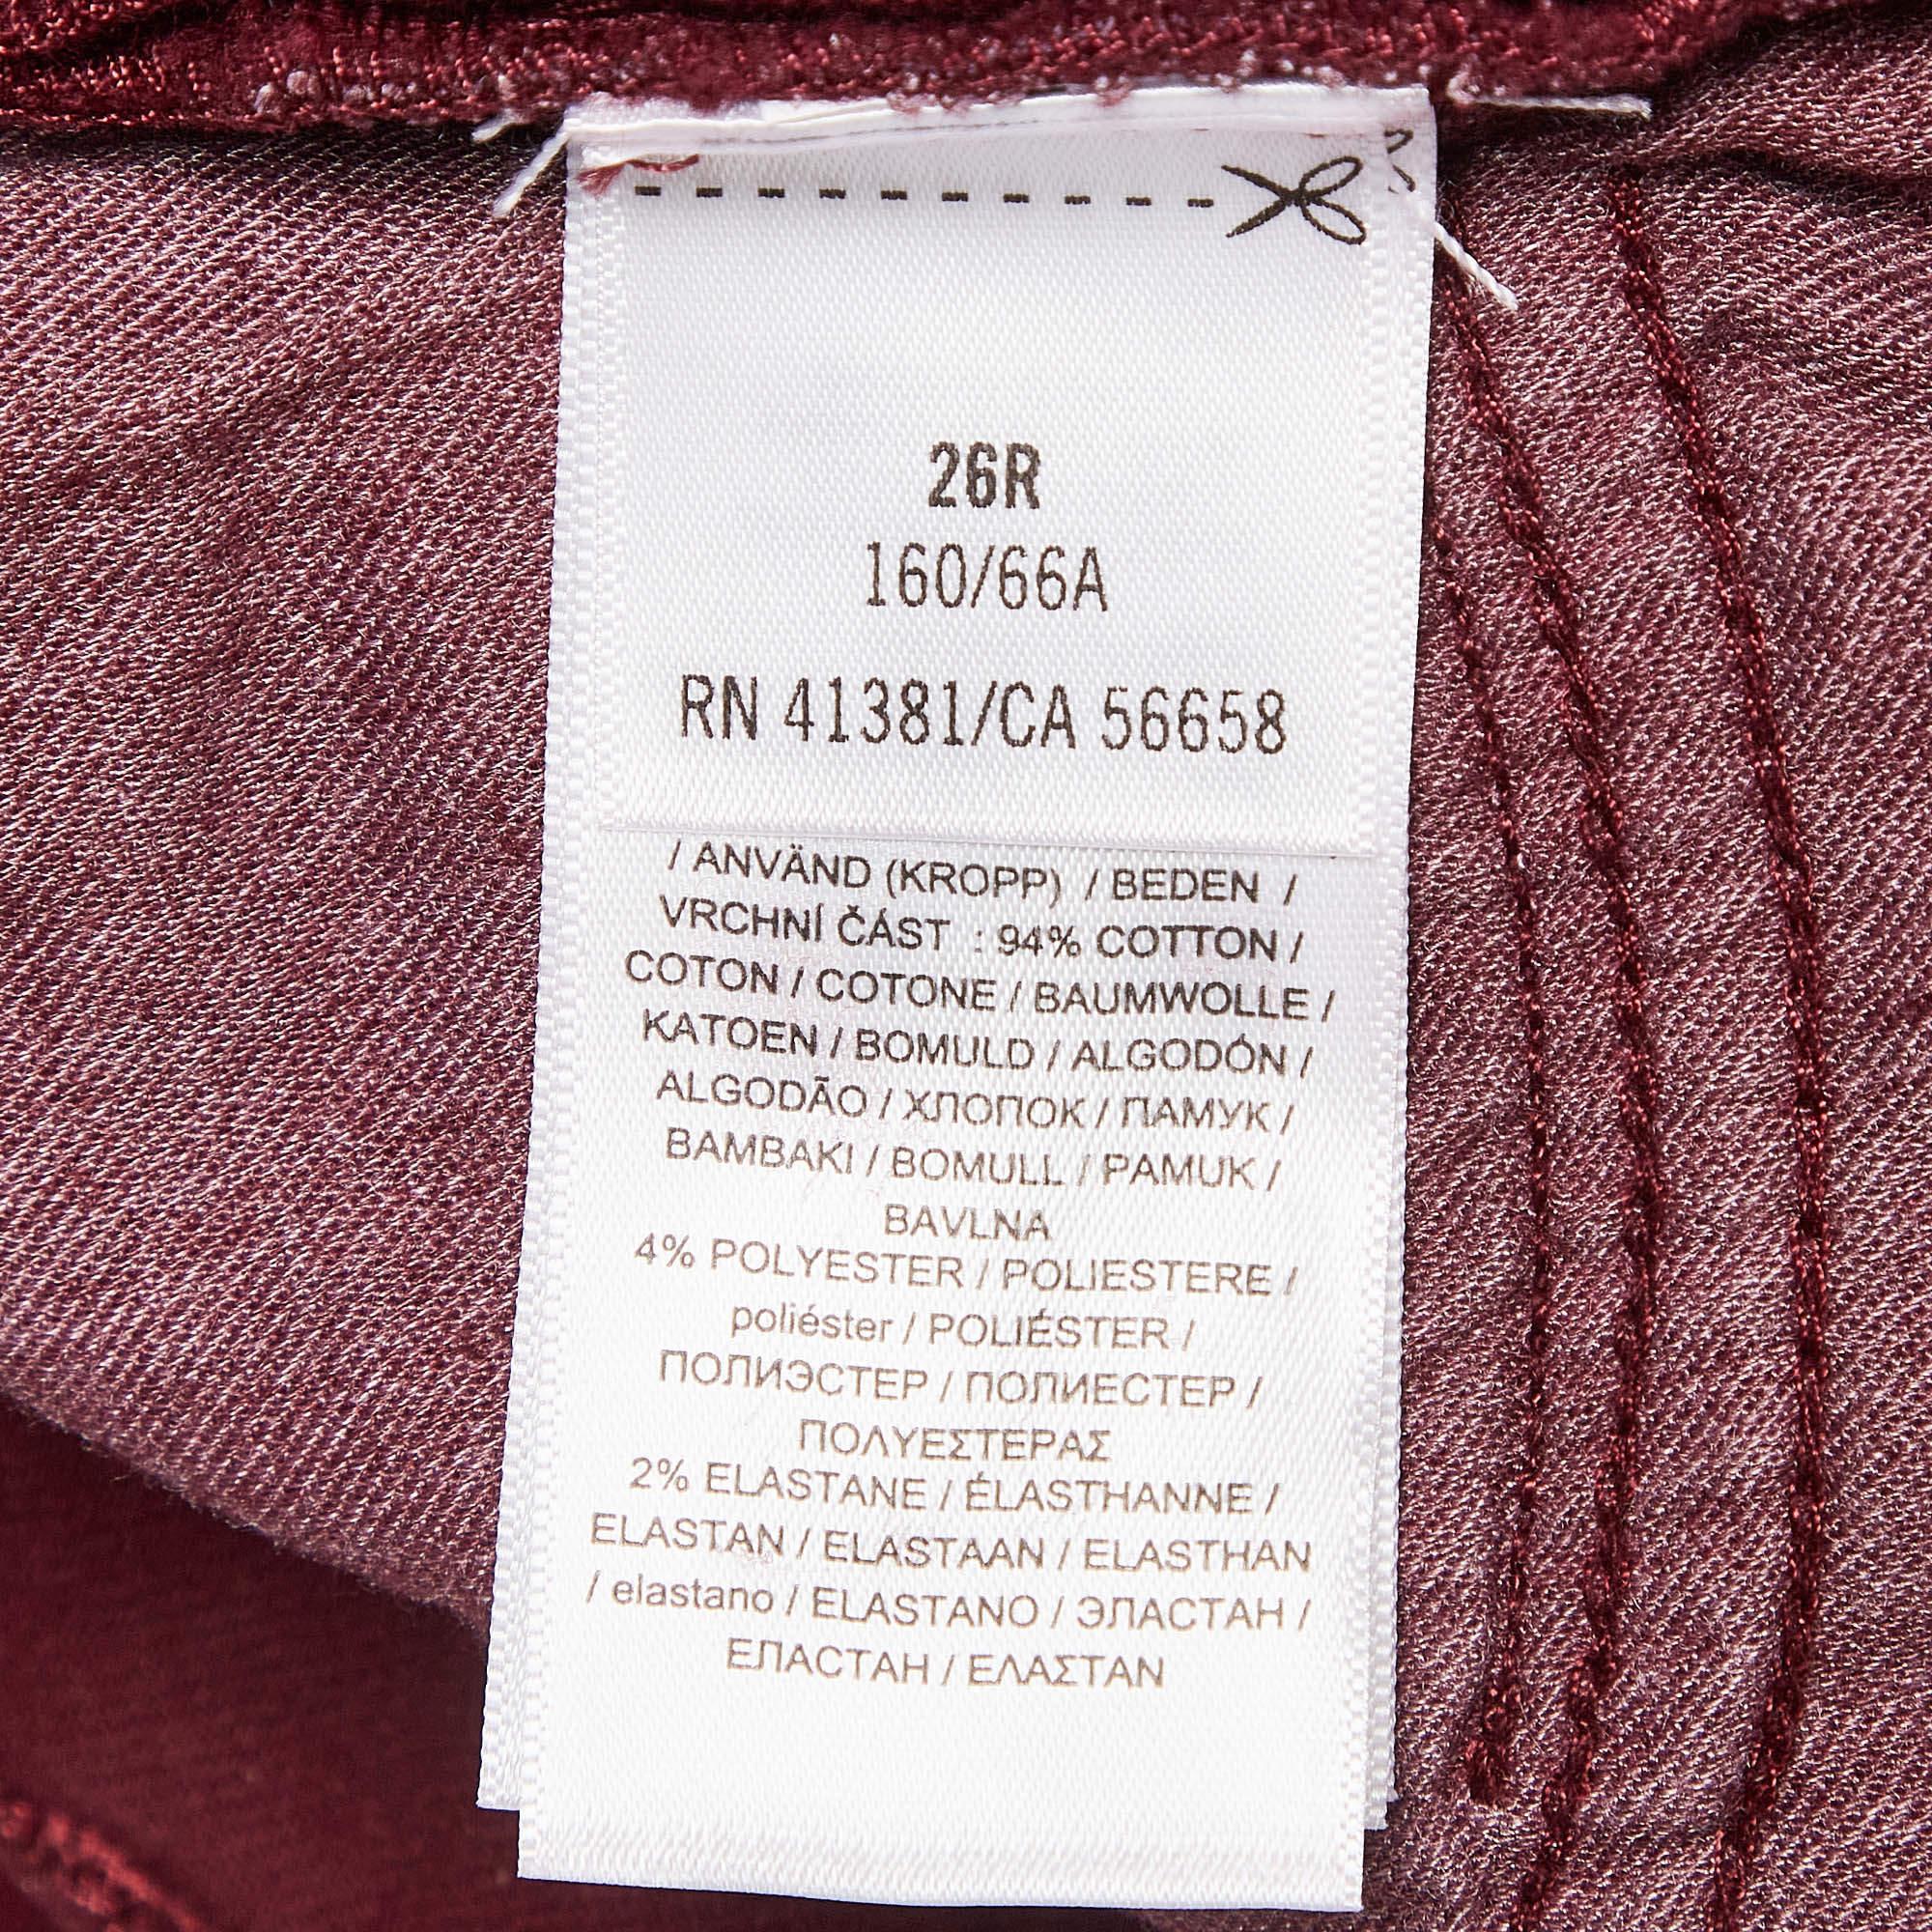 26R
160/66A
RN 41381/CA 56658
/ ANVÄND (KROPP) / BEDEN /
VRCHNÍ ČÁST : 94% COTTON /
COTON / COTONE / BAUMWOLLE /
KATOEN / BOMULD / ALGODÓN /
ALGODÃO / ХЛОПОК / ПАМУК /
BAMBAKI / BOMULL / PAMUK /
BAVLNA
4% POLYESTER / POLIESTERE /
poliéster / POLIÉSTER /
ПОЛИЭСТЕР / ПОЛИЕСТЕР /
ΠΟΛΥΕΣΤΕΡΑΣ
2% ELASTANE / ÉLASTHANNE /
ELASTAN / ELASTAAN / ELASTHAN
/ elastano / ELASTANO / ЭЛАСТАН /
ЕЛАСТАН / ΕΛΑΣΤΑΝ